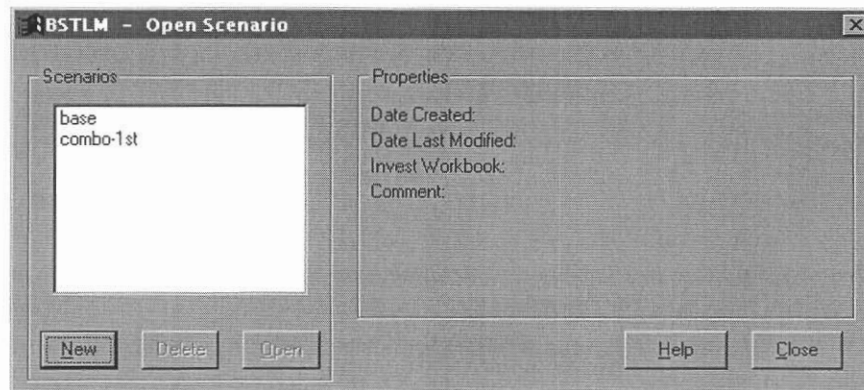 BSTLM - Open Scenario
Scenarios
base
combo-1st
New
Delete
Open
Properties
Date Created:
Date Last Modified:
Invest Workbook:
Comment:
Help
Close